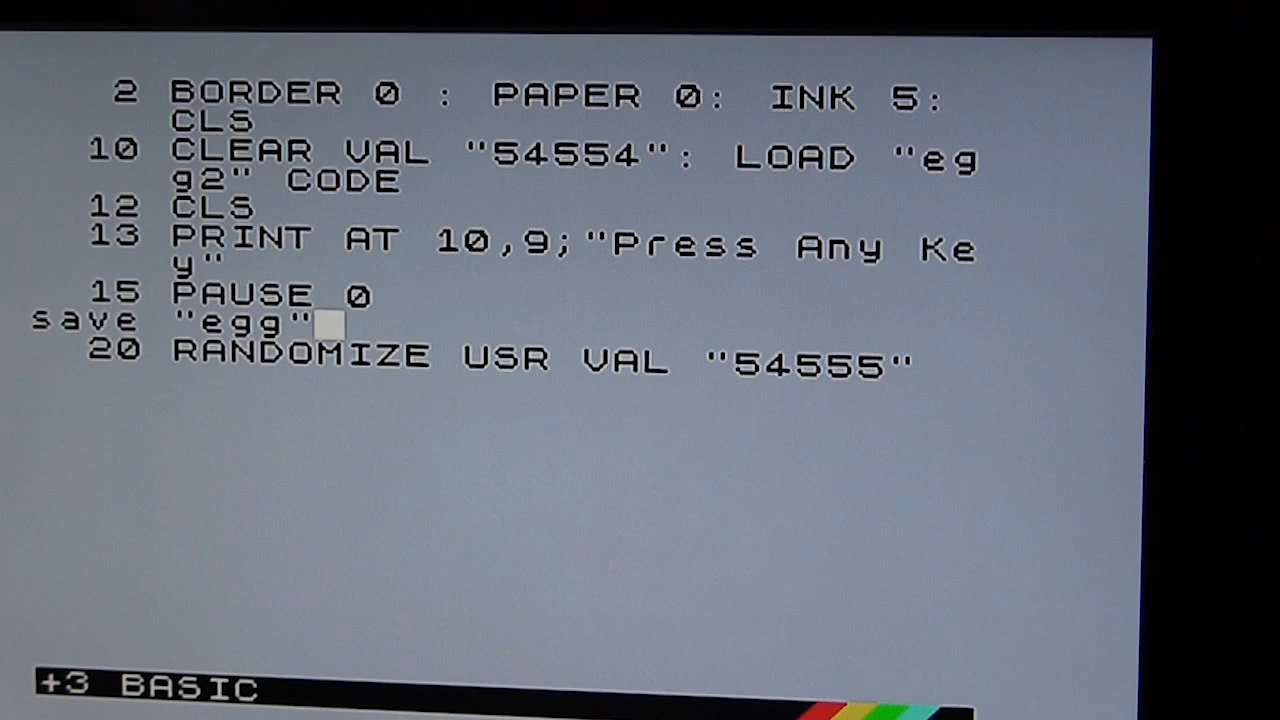 2 BORDER 0 : PAPER 0: INK 5:
CLS
10 CLEAR VAL "54554": LOAD "eg
g2" CODE
12 CLS
13 PRINT AT 10,9;"Press Any Ke
y"
15 PAUSE 0
save "egg"
20 RANDOMIZE USR VAL "54555"
+3 BASIC